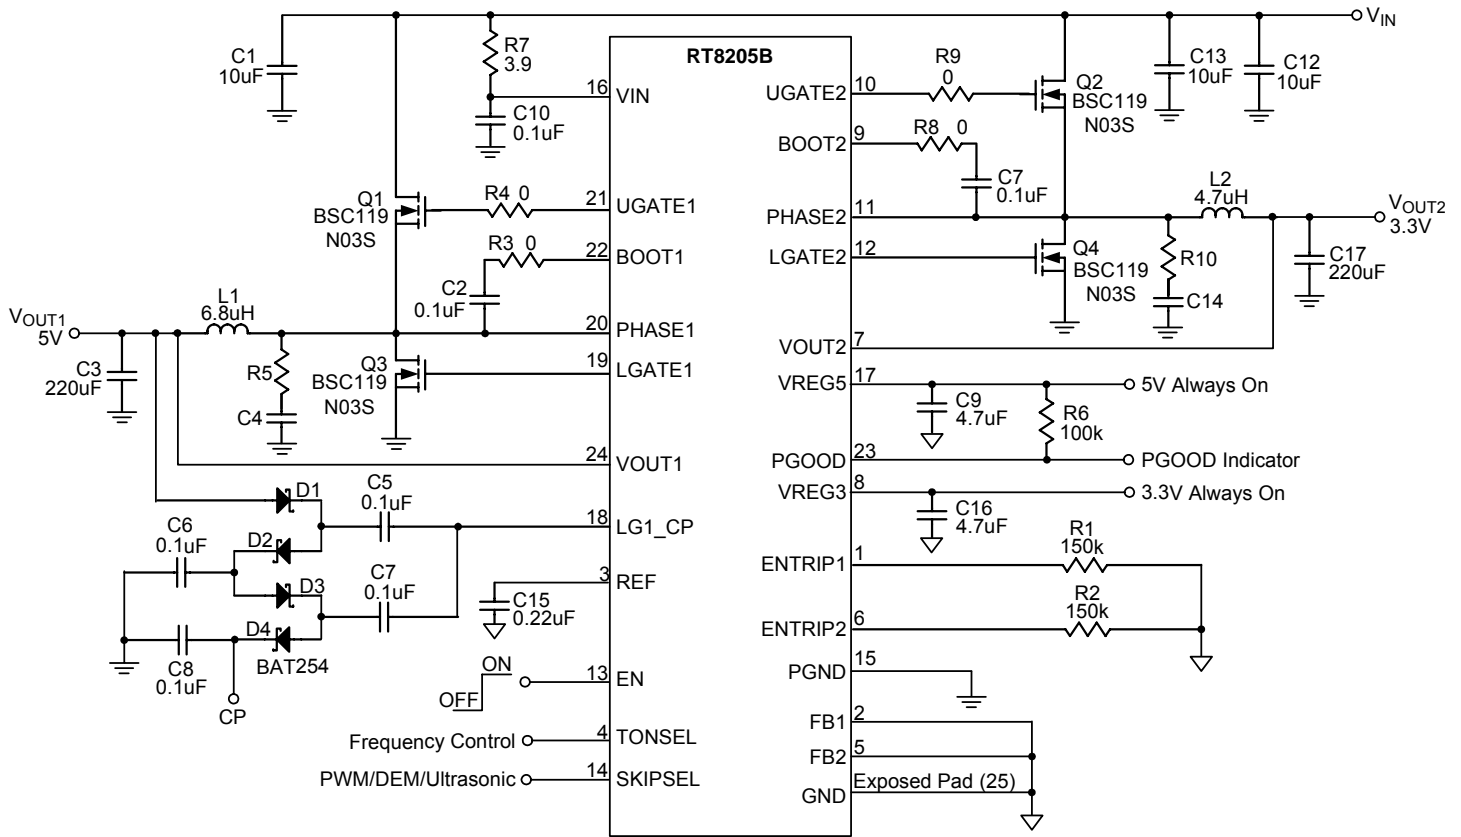 VIN
C1
10uF
R7
3.9
RT8205B
C13
10uF
C12
10uF
16 VIN
C10
0.1uF
UGATE2 10
R9
0
Q2
BSC119
N03S
BOOT2 9
R8 0
C7
0.1uF
Q1
BSC119
N03S
R4 0
21 UGATE1
PHASE2 11
L2
4.7uH
VOUT2
3.3V
R3 0
22 BOOT1
LGATE2 12
Q4
BSC119
N03S
R10
C14
C17
220uF
C2
0.1uF
L1
6.8uH
VOUT1
5V
20 PHASE1
VOUT2 7
C3
220uF
R5
C4
Q3
BSC119
N03S
19 LGATE1
VREG5 17
5V Always On
C9
4.7uF
R6
100k
24 VOUT1
PGOOD 23
PGOOD Indicator
VREG3 8
3.3V Always On
C16
4.7uF
D1
C5
0.1uF
18 LG1_CP
C6
0.1uF
D2
D3
C7
0.1uF
3 REF
C15
0.22uF
ENTRIP1 1
R1
150k
ENTRIP2 6
R2
150k
D4
BAT254
C8
0.1uF
CP
ON
OFF
13 EN
PGND 15
Frequency Control
4 TONSEL
FB1 2
FB2 5
PWM/DEM/Ultrasonic
14 SKIPSEL
GND Exposed Pad (25)